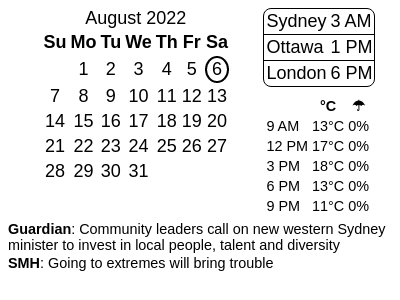 August 2022
Su Mo Tu We Th Fr Sa
1 2 3 4 5 6
7 8 9 10 11 12 13
14 15 16 17 18 19 20
21 22 23 24 25 26 27
28 29 30 31
Sydney 3 AM
Ottawa 1 PM
London 6 PM
°C ☂
9 AM 13°C 0%
12 PM 17°C 0%
3 PM 18°C 0%
6 PM 13°C 0%
9 PM 11°C 0%
Guardian: Community leaders call on new western Sydney
minister to invest in local people, talent and diversity
SMH: Going to extremes will bring trouble